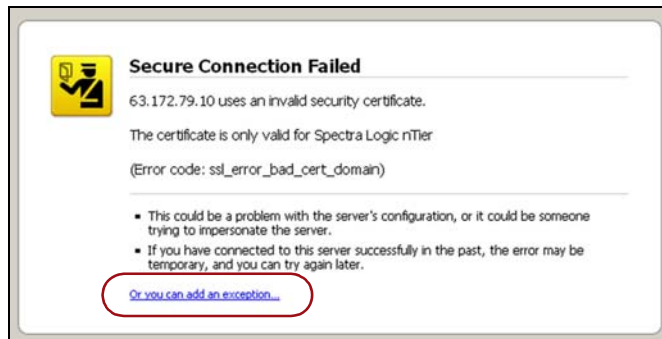 Secure Connection Failed
63.172.79.10 uses an invalid security certificate.
The certificate is only valid for Spectra Logic nTier
(Error code: ssl_error_bad_cert_domain)
▪ This could be a problem with the server's configuration, or it could be someone
trying to impersonate the server.
▪ If you have connected to this server successfully in the past, the error may be
temporary, and you can try again later.
Or you can add an exception...